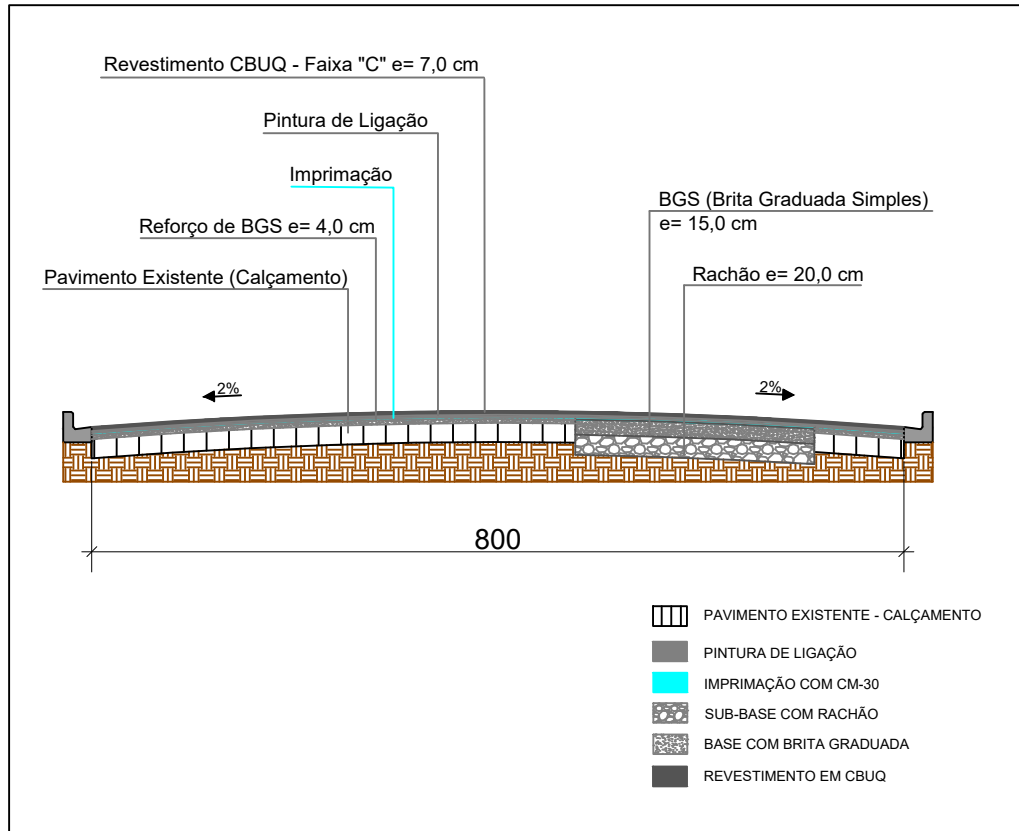 Revestimento CBUQ - Faixa "C" e= 7,0 cm
Pintura de Ligação
Imprimação
BGS (Brita Graduada Simples)
e= 15,0 cm
Reforço de BGS e= 4,0 cm
Pavimento Existente (Calçamento)
Rachão e= 20,0 cm
2%
2%
800
PAVIMENTO EXISTENTE - CALÇAMENTO
PINTURA DE LIGAÇÃO
IMPRIMAÇÃO COM CM-30
SUB-BASE COM RACHÃO
BASE COM BRITA GRADUADA
REVESTIMENTO EM CBUQ